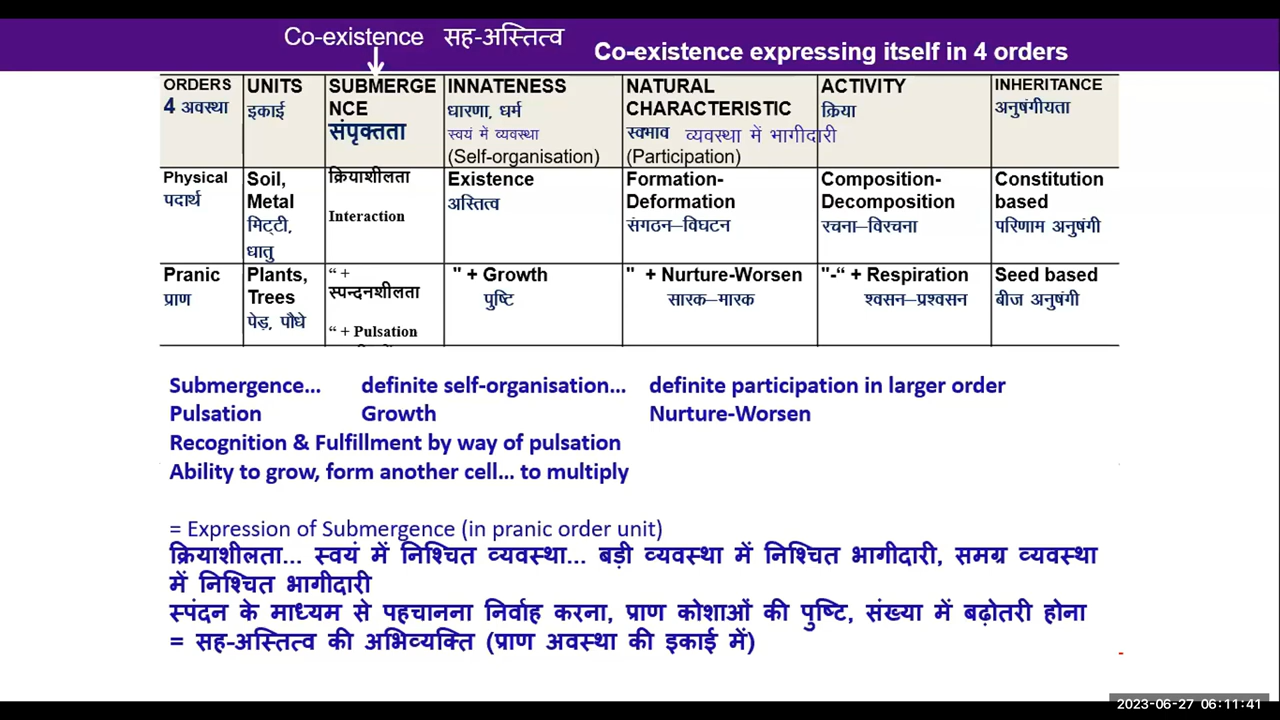 Co-existence सह-अस्तित्व
Co-existence expressing itself in 4 orders
ORDERS UNITS SUBMERGE INNATENESS NATURAL ACTIVITY INHERITANCE
4 अवस्था इकाई NCE धारणा, धर्म CHARACTERISTIC क्रिया अनुषंगीयता
संपृक्तता स्वयं में व्यवस्था स्वभाव व्यवस्था में भागीदारी
(Self-organisation) (Participation)
Physical Soil, क्रियाशीलता Existence Formation- Composition- Constitution
पदार्थ Metal अस्तित्व Deformation Decomposition based
मिट्टी, Interaction संगठन–विघटन रचना–विरचना परिणाम अनुषंगी
धातु
Pranic Plants, “ + " + Growth " + Nurture-Worsen "-“ + Respiration Seed based
प्राण Trees स्पन्दनशीलता पुष्टि सारक–मारक श्वसन–प्रश्वसन बीज अनुषंगी
पेड़, पौधे
“ + Pulsation
Submergence... definite self-organisation... definite participation in larger order
Pulsation Growth Nurture-Worsen
Recognition & Fulfillment by way of pulsation
Ability to grow, form another cell... to multiply
= Expression of Submergence (in pranic order unit)
क्रियाशीलता... स्वयं में निश्चित व्यवस्था... बड़ी व्यवस्था में निश्चित भागीदारी, समग्र व्यवस्था
में निश्चित भागीदारी
स्पंदन के माध्यम से पहचानना निर्वाह करना, प्राण कोशाओं की पुष्टि, संख्या में बढ़ोतरी होना
= सह-अस्तित्व की अभिव्यक्ति (प्राण अवस्था की इकाई में)
2023-06-27 06:11:41